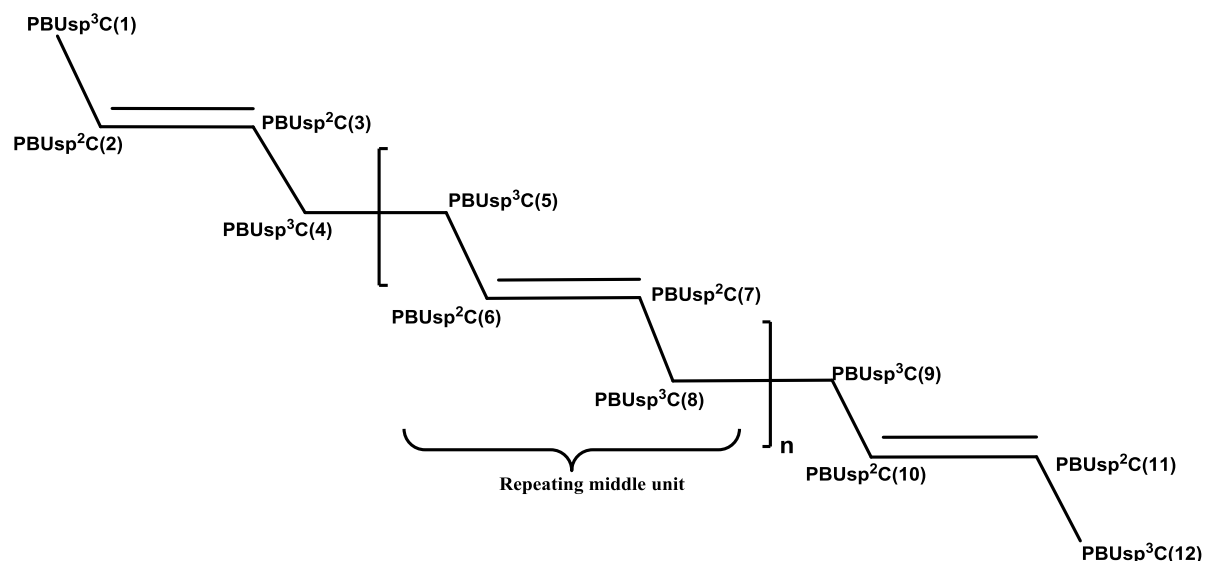 PBUsp³C(1)
PBUsp²C(2)
PBUsp²C(3)
PBUsp³C(4)
PBUsp³C(5)
PBUsp²C(6)
PBUsp²C(7)
PBUsp³C(8)
PBUsp³C(9)
n
PBUsp²C(10)
PBUsp²C(11)
Repeating middle unit
PBUsp³C(12)